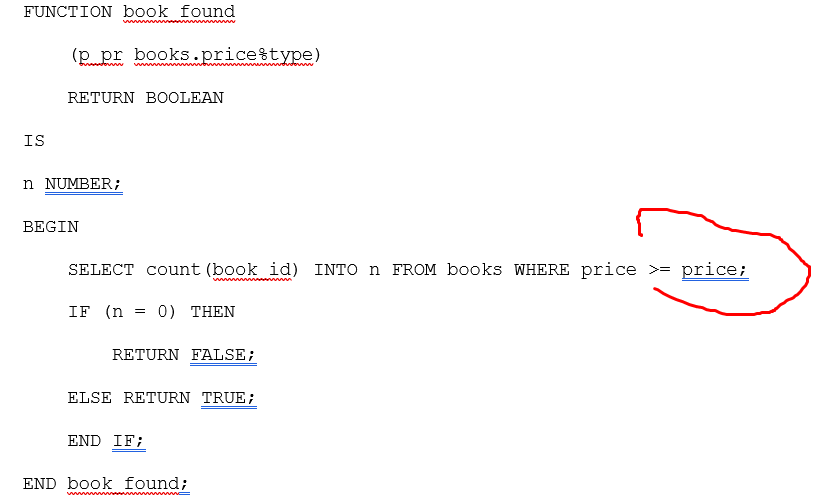 FUNCTION book_found
(p_pr books.price%type)
RETURN BOOLEAN
IS
n NUMBER;
BEGIN
SELECT count(book_id) INTO n FROM books WHERE price >= price;
IF (n = 0) THEN
RETURN FALSE;
ELSE RETURN TRUE;
END IF;
END book_found;